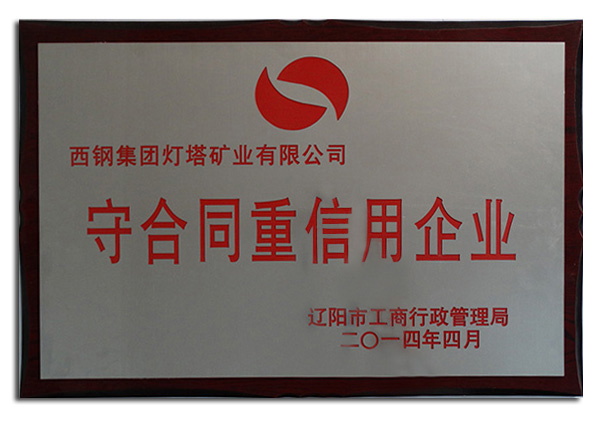 西钢集团灯塔矿业有限公司
守合同重信用企业
辽阳市工商行政管理局
二〇一四年四月